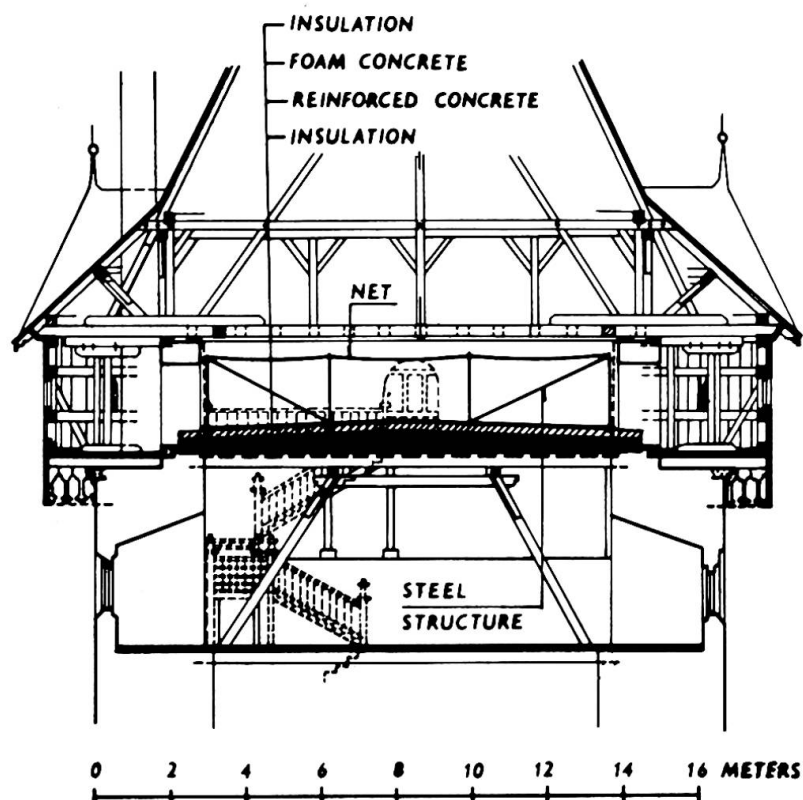 INSULATION
FOAM CONCRETE
REINFORCED CONCRETE
INSULATION
NET
STEEL
STRUCTURE
0 2 4 6 8 10 12 14 16 METERS